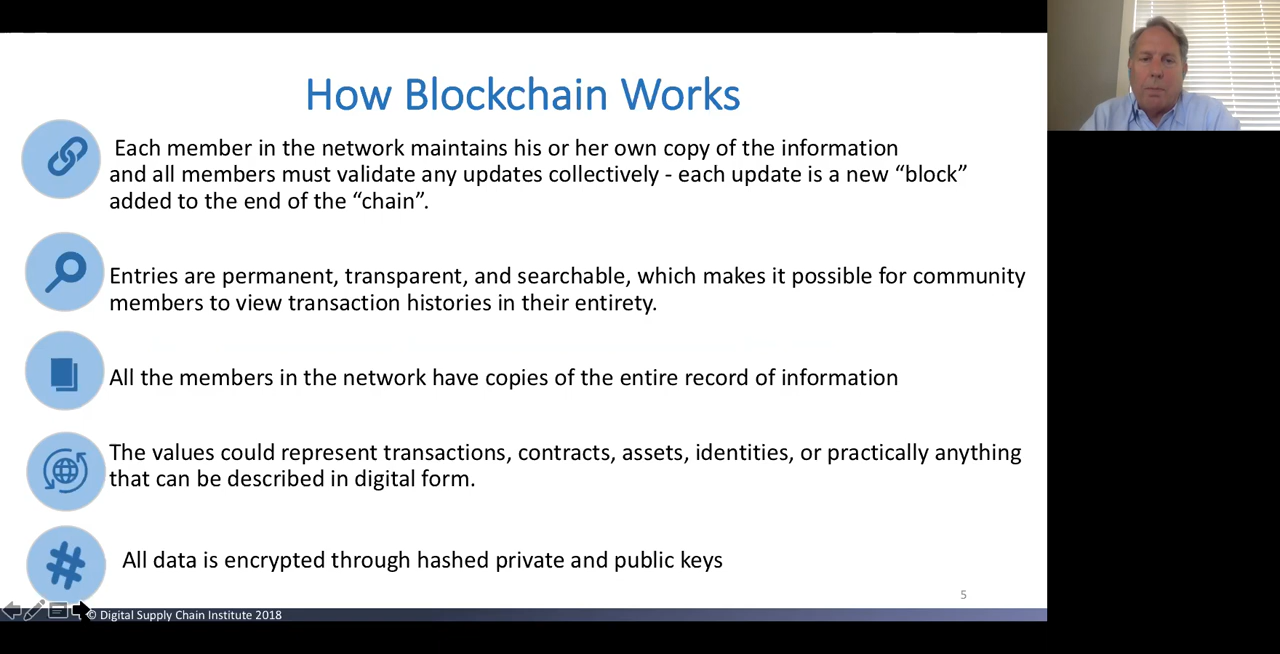 How Blockchain Works
Each member in the network maintains his or her own copy of the information
and all members must validate any updates collectively - each update is a new “block”
added to the end of the “chain”.
Entries are permanent, transparent, and searchable, which makes it possible for community
members to view transaction histories in their entirety.
All the members in the network have copies of the entire record of information
The values could represent transactions, contracts, assets, identities, or practically anything
that can be described in digital form.
All data is encrypted through hashed private and public keys
5
© Digital Supply Chain Institute 2018